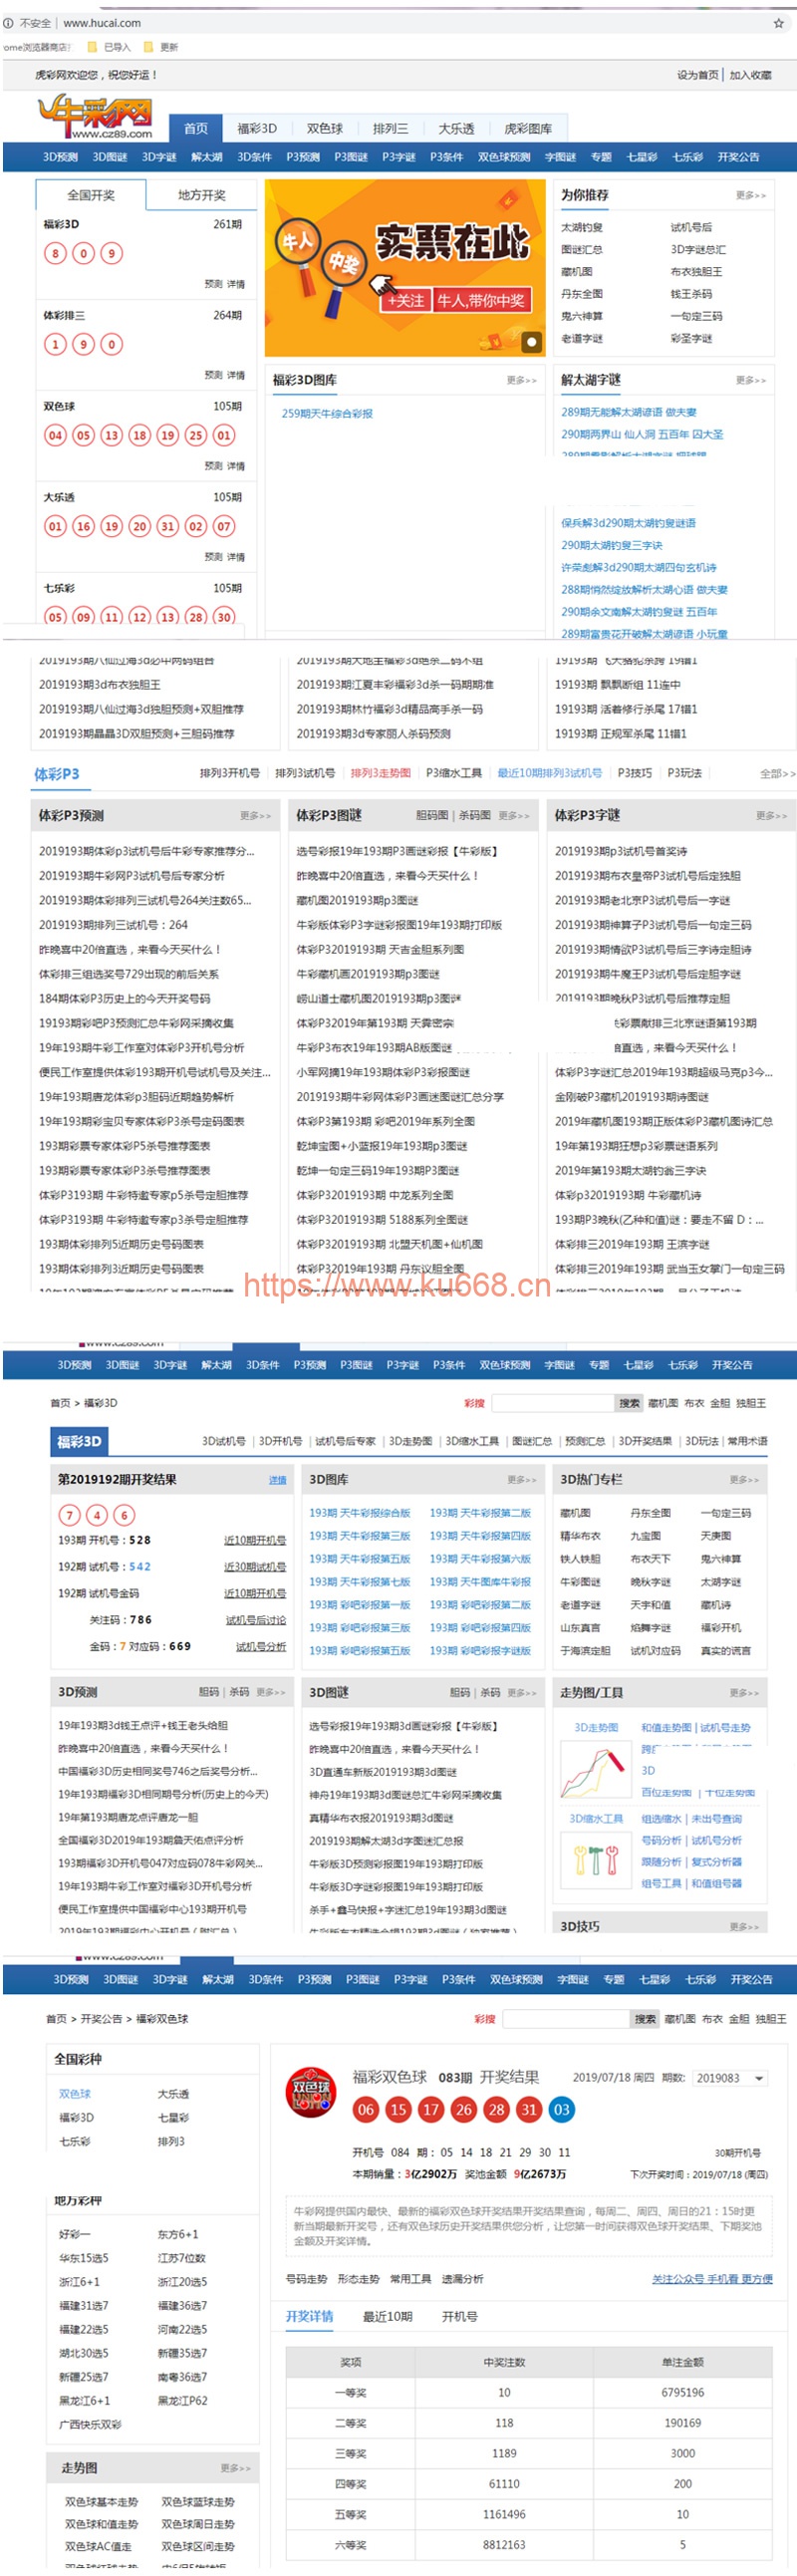 不安全 | www.hucai.com
ome浏览器商店? 已导入 更新
虎彩网欢迎您，祝您好运！ 设为首页 | 加入收藏
牛彩网
www.cz89.com
首页 福彩3D 双色球 排列三 大乐透 虎彩图库
3D预测 3D图谜 3D字谜 解太湖 3D条件 P3预测 P3图谜 P3字谜 P3条件 双色球预测 字图谜 专题 七星彩 七乐彩 开奖公告
全国开奖 地方开奖
福彩3D 261期
8 0 9
预测 详情
体彩排三 264期
1 9 0
预测 详情
双色球 105期
04 05 13 18 19 25 01
预测 详情
大乐透 105期
01 16 19 20 31 02 07
预测 详情
七乐彩 105期
05 09 11 12 13 28 30
牛人
中奖
实票在此
+关注 牛人,带你中奖
福彩3D图库 更多>>
259期天牛综合彩报
为你推荐 更多>>
太湖钓叟 试机号后
图谜汇总 3D字谜总汇
藏机图 布衣独胆王
丹东全图 钱王杀码
鬼六神算 一句定三码
老道字谜 彩圣字谜
解太湖字谜 更多>>
289期无能解太湖谚语 做夫妻
290期两界山 仙人洞 五百年 囚大圣
保兵解3d290期太湖钓叟谜语
290期太湖钓叟三字诀
许荣彪解3d290期太湖四句玄机诗
288期悄然绽放解析太湖心语 做夫妻
290期余文南解太湖钓叟谜 五百年
289期富贵花开破解太湖谚语 小玩童
2019193期八仙过海3d必中两码组合 2019193期大地主福彩3d绝杀二码不组 19193期 飞天骆驼杀跨 19错1
2019193期3d布衣独胆王 2019193期江夏丰彩福彩3d杀一码期期准 19193期 飘飘断组 11连中
2019193期八仙过海3d独胆预测+双胆推荐 2019193期林竹福彩3d精品高手杀一码 19193期 活着修行杀尾 17错1
2019193期晶晶3D双胆预测+三胆码推荐 2019193期3d专家丽人杀码预测 19193期 正规军杀尾 11错1
体彩P3 排列3开机号 排列3试机号 排列3走势图 P3缩水工具 最近10期排列3试机号 P3技巧 P3玩法 全部>>
体彩P3预测 更多>>
2019193期体彩p3试机号后牛彩专家推荐分...
2019193期牛彩网P3试机号后专家分析
2019193期体彩排列三试机号264关注数65...
2019193期排列三试机号：264
昨晚喜中20倍直选，来看今天买什么！
体彩排三组选奖号729出现的前后关系
184期体彩P3历史上的今天开奖号码
19193期彩吧P3预测汇总牛彩网采摘收集
19年193期牛彩工作室对体彩P3开机号分析
便民工作室提供体彩193期开机号试机号及关注...
19年193期唐龙体彩p3胆码近期趋势解析
19年193期彩宝贝专家体彩P3杀号定码图表
193期彩票专家体彩P5杀号推荐图表
193期彩票专家体彩P3杀号推荐图表
体彩P3193期 牛彩特邀专家p5杀号定胆推荐
体彩P3193期 牛彩特邀专家p3杀号定胆推荐
193期体彩排列5近期历史号码图表
193期体彩排列3近期历史号码图表
体彩P3图谜 胆码图 | 杀码图 更多>>
选号彩报19年193期P3画谜彩报【牛彩版】
昨晚喜中20倍直选，来看今天买什么！
藏机图2019193期p3图谜
牛彩版体彩P3字谜彩报图19年193期打印版
体彩P32019193期 天吉金胆系列图
牛彩藏机画2019193期p3图谜
崂山道士藏机图2019193期p3图谜
体彩P32019年第193期 天霁密宗
牛彩P3布衣19年193期AB版图谜
小军网摘19年193期体彩P3彩报图谜
2019193期牛彩网体彩P3画迷图谜汇总分享
体彩P3第193期 彩吧2019年系列全图
乾坤宝图+小蓝报19年193期p3图谜
乾坤一句定三码19年193期P3图谜
体彩P32019193期 中龙系列全图
体彩P32019193期 5188系列全图谜
体彩P32019193期 北盟天机图+仙机图
体彩P32019年193期 丹东议胆全图
体彩P3字谜 更多>>
2019193期p3试机号首奖诗
2019193期布衣皇帝P3试机号后定独胆
2019193期老北京P3试机号后一字谜
2019193期神算子P3试机号后一句定三码
2019193期情欲P3试机号后三字诗定胆诗
2019193期牛魔王P3试机号后定胆字谜
2019193期晚秋P3试机号后推荐定胆
彩票献排三北京谜语第193期
倍直选，来看今天买什么！
体彩P3字谜汇总2019年193期超级马克p3今...
金刚破P3藏机2019193期诗图谜
2019年藏机图193期正版体彩P3藏机图诗汇总
19年第193期狂想p3彩票谜语系列
2019年第193期太湖钓翁三字诀
体彩p32019193期 牛彩藏机诗
193期P3晚秋(乙种和值)谜：要走不留 D：...
体彩排三2019年193期 王滨字谜
体彩排三2019年193期 武当玉女掌门一句定三码
https://www.ku668.cn
www.cz89.com
3D预测 3D图谜 3D字谜 解太湖 3D条件 P3预测 P3图谜 P3字谜 P3条件 双色球预测 字图谜 专题 七星彩 七乐彩 开奖公告
首页 > 福彩3D 彩搜 搜索 藏机图 布衣 金胆 独胆王
福彩3D 3D试机号 | 3D开机号 | 试机号后专家 | 3D走势图 | 3D缩水工具 | 图谜汇总 | 预测汇总 | 3D开奖结果 | 3D玩法 | 常用术语
第2019192期开奖结果 详情
7 4 6
193期 开机号：528 近10期开机号
192期 试机号：542 近30期试机号
192期 试机号金码 近10期开机号
关注码：786 试机号后讨论
金码：7 对应码：669 试机号分析
3D图库 更多>>
193期 天牛彩报综合版 193期 天牛彩报第二版
193期 天牛彩报第三版 193期 天牛彩报第四版
193期 天牛彩报第五版 193期 天牛彩报第六版
193期 天牛彩报第七版 193期 天牛图库牛彩报
193期 彩吧彩报第一版 193期 彩吧彩报第二版
193期 彩吧彩报第三版 193期 彩吧彩报第四版
193期 彩吧彩报第五版 193期 彩吧彩报字谜版
3D热门专栏 更多>>
藏机图 丹东全图 一句定三码
精华布衣 九宝图 天庚图
铁人铁胆 布衣天下 鬼六神算
牛彩图谜 晚秋字谜 太湖字谜
老道字谜 天字和值 藏机诗
山东真言 焰舞字谜 福彩开机
于海滨定胆 试机对应码 真实的谎言
3D预测 胆码 | 杀码 更多>>
19年193期3d钱王点评+钱王老头给胆
昨晚喜中20倍直选，来看今天买什么！
中国福彩3D历史相同奖号746之后奖号分析...
19年193期福彩3D相同期号分析(历史上的今天)
19年第193期唐龙点评唐龙一胆
全国福彩3D2019年193期詹天佑点评分析
193期福彩3D开机号047对应码078牛彩网关...
19年193期牛彩工作室对福彩3D开机号分析
便民工作室提供中国福彩中心193期开机号
2019年193期福彩中心开机号（附汇总）
3D图谜 胆码 | 杀码 更多>>
选号彩报19年193期3d画谜彩报【牛彩版】
昨晚喜中20倍直选，来看今天买什么！
3D直通车新版2019193期3d图谜
神舟19年193期3d图谜总汇牛彩网采摘收集
真精华布衣报2019193期3d图谜
2019193期解太湖3d字图谜汇总报
牛彩版3D预测彩报图19年193期打印版
牛彩版3D字谜彩报图19年193期打印版
杀手+鑫马快报+字迷汇总19年193期3d图谜
走势图/工具 更多>>
3D走势图 和值走势图 | 试机号走势
跨
3D
百位走势图 | 十位走势图
3D缩水工具 组选缩水 | 未出号查询
号码分析 | 试机号分析
跟随分析 | 复式分析器
组号工具 | 和值组号器
3D技巧 更多>>
www.cz89.com
3D预测 3D图谜 3D字谜 解太湖 3D条件 P3预测 P3图谜 P3字谜 P3条件 双色球预测 字图谜 专题 七星彩 七乐彩 开奖公告
首页 > 开奖公告 > 福彩双色球 彩搜 搜索 藏机图 布衣 金胆 独胆王
全国彩种
双色球 大乐透
福彩3D 七星彩
七乐彩 排列3
地方彩种
好彩一 东方6+1
华东15选5 江苏7位数
浙江6+1 浙江20选5
福建31选7 福建36选7
福建22选5 河南22选5
湖北30选5 新疆35选7
新疆25选7 南粤36选7
黑龙江6+1 黑龙江P62
广西快乐双彩
走势图 更多>>
双色球基本走势 双色球蓝球走势
双色球和值走势 双色球周日走势
双色球AC值走 双色球区间走势
双色球
UNION
LOTTO
福彩双色球 083期 开奖结果 2019/07/18 周四 期数: 2019083
06 15 17 26 28 31 03
开机号 084 期：05 14 18 21 29 30 11 30期开机号
本期销量：3亿2902万 奖池金额 9亿2673万 下次开奖时间：2019/07/18 (周四)
牛彩网提供国内最快、最新的福彩双色球开奖结果开奖结果查询，每周二、周四、周日的21：15时更
新当期最新开奖号，还有双色球历史开奖结果供您分析，让您第一时间获得双色球开奖结果、下期奖池
金额及开奖详情。
号码走势 形态走势 常用工具 遗漏分析 关注公众号 手机看 更方便
开奖详情 最近10期 开机号
奖项 中奖注数 单注金额
一等奖 10 6795196
二等奖 118 190169
三等奖 1189 3000
四等奖 61110 200
五等奖 1161496 10
六等奖 8812163 5